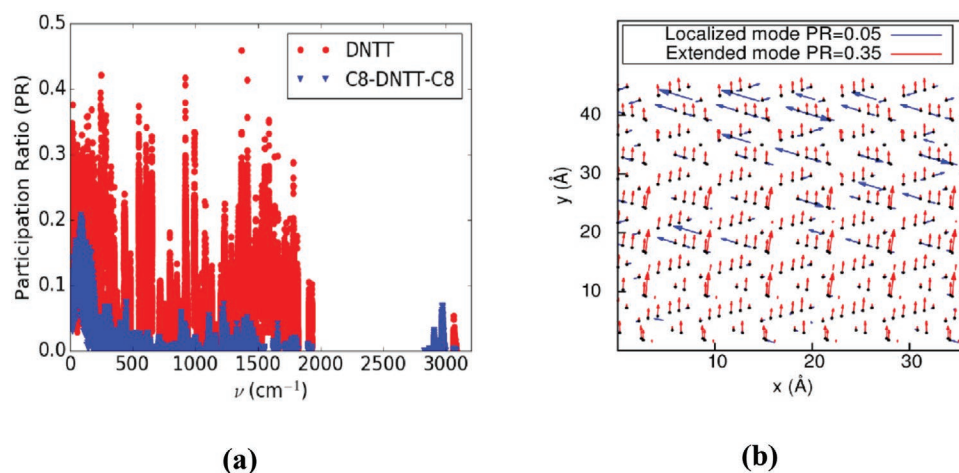 0.5
0.4
0.3
0.2
0.1
0.0
Participation Ratio (PR)
DNTT
C8-DNTT-C8
0 500 1000 1500 2000 2500 3000
ν (cm⁻¹)
(a)
Localized mode PR=0.05
Extended mode PR=0.35
40
30
20
10
y (Å)
10 20 30
x (Å)
(b)